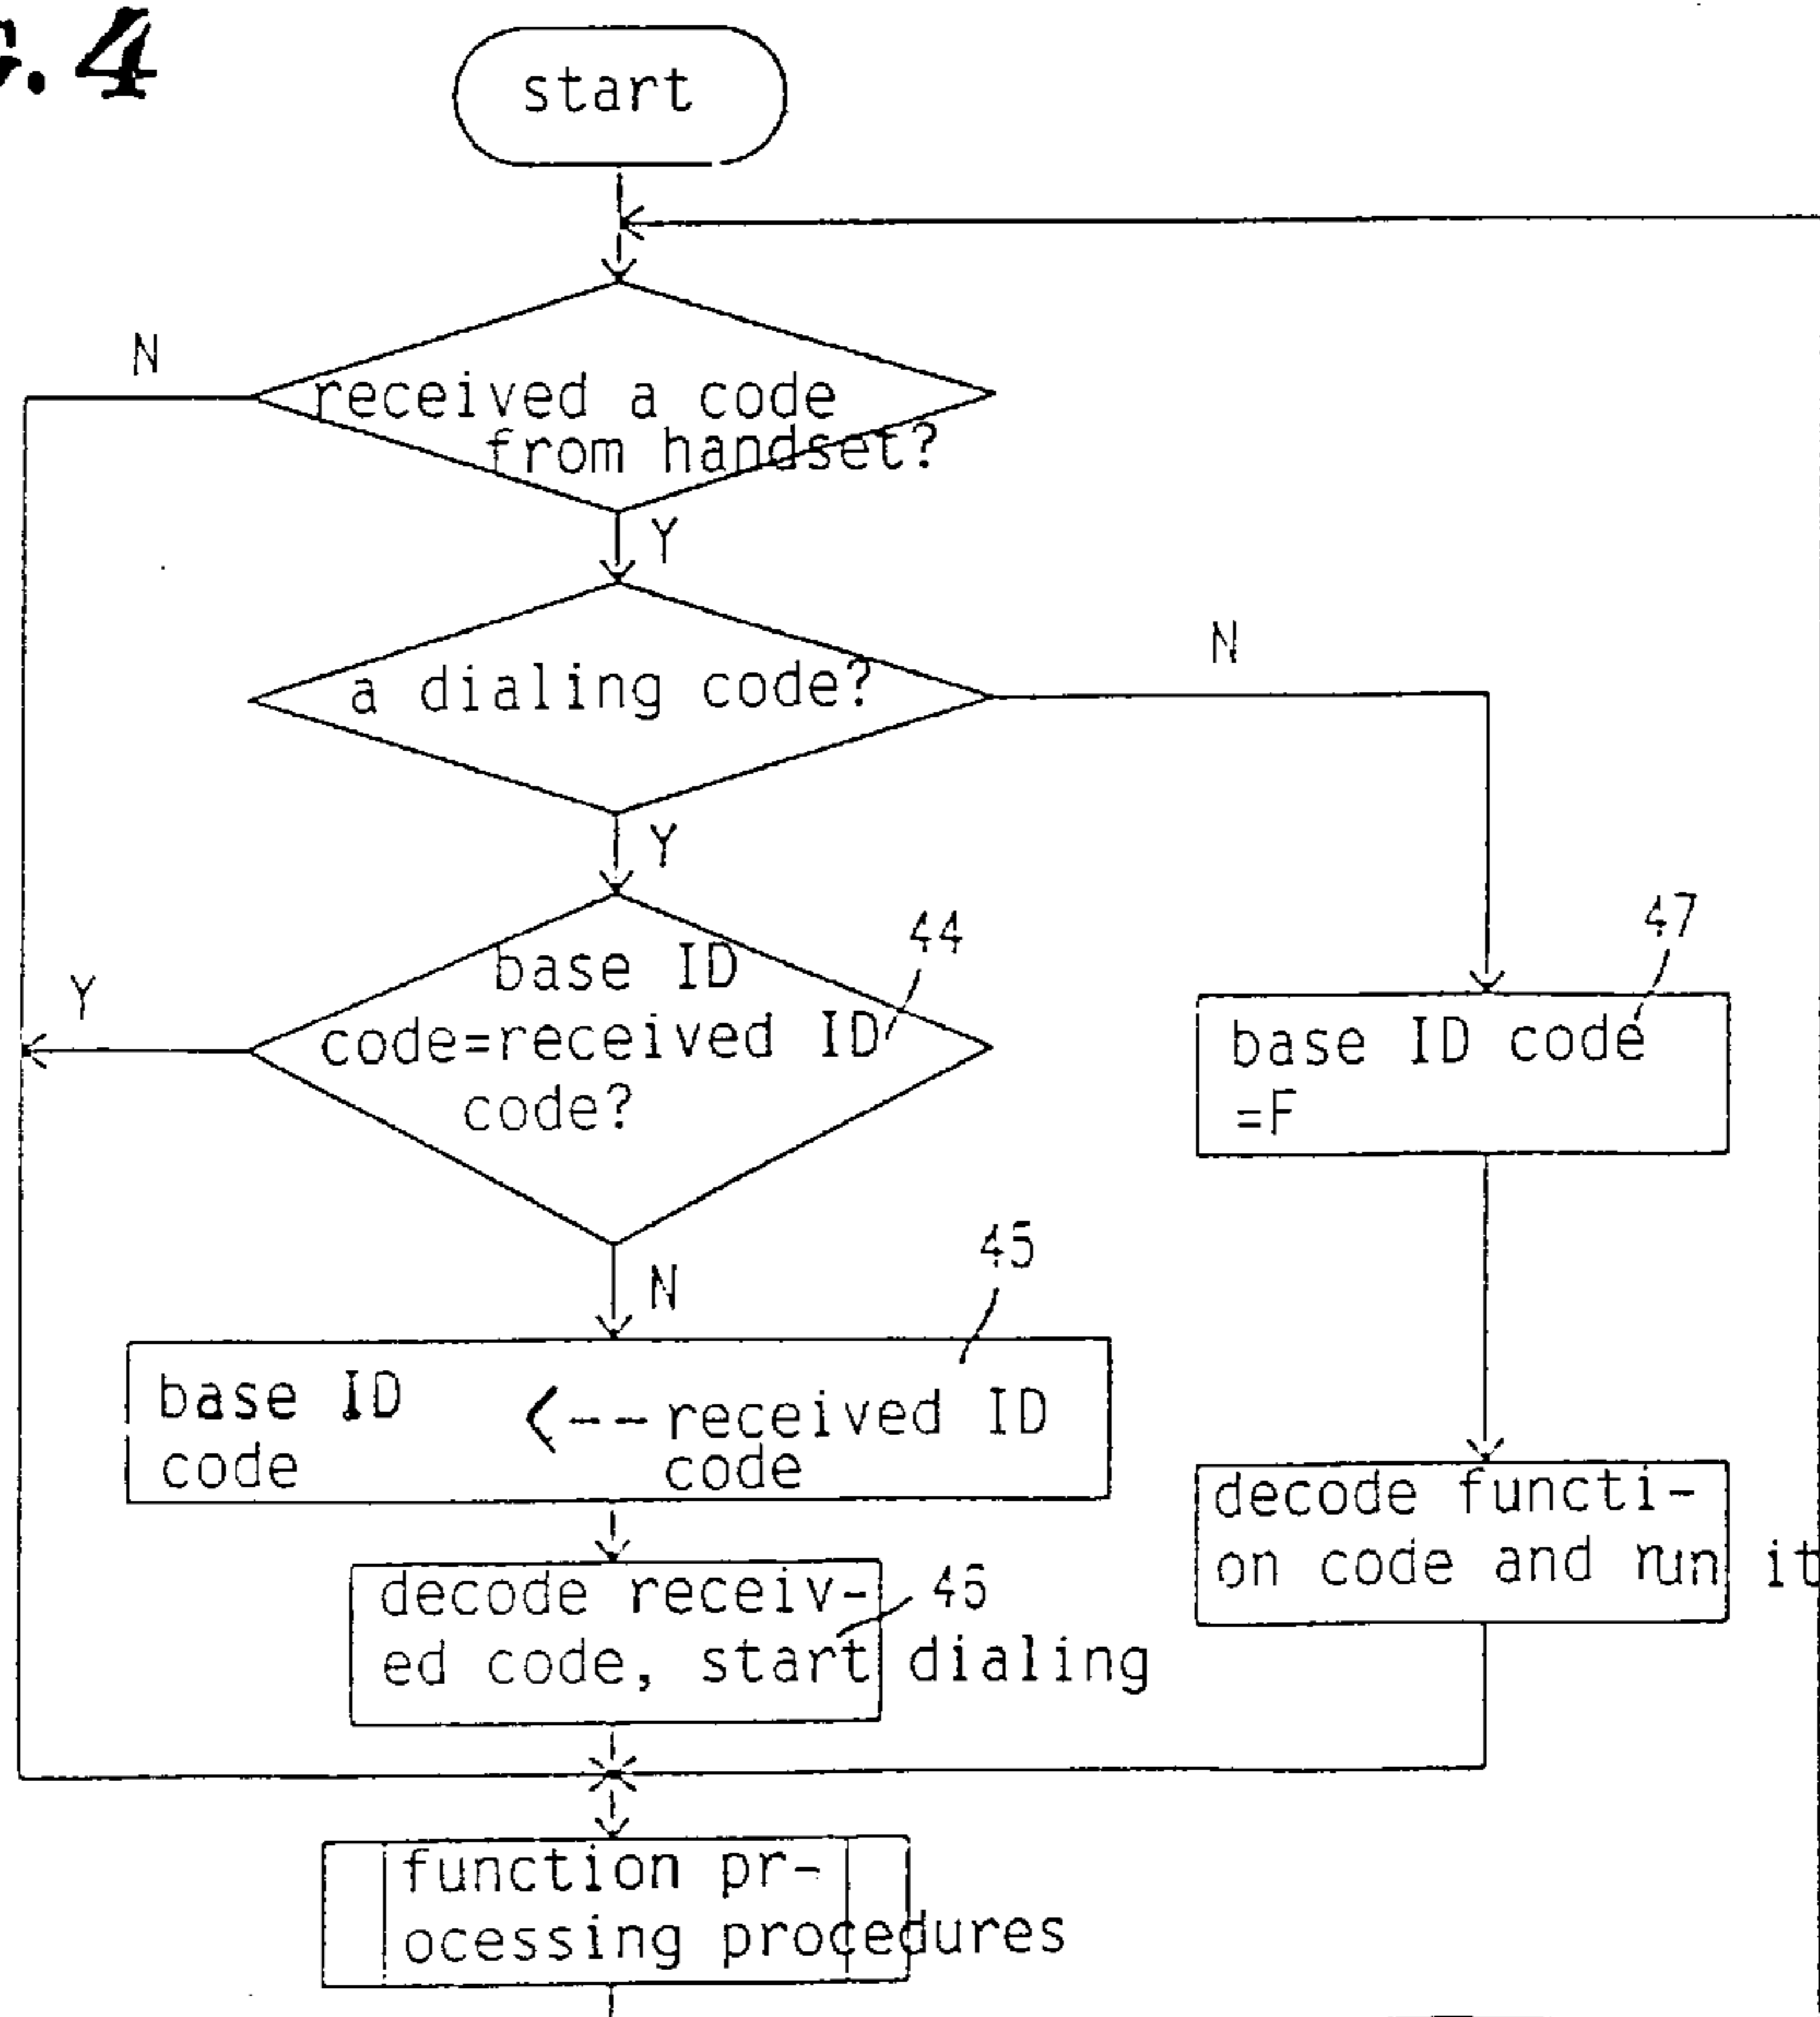 G. 4
start
N
received a code
from handset?
Y
a dialing code?
N
Y
base ID
44
code=received ID
code?
Y
47
base ID code
=F
N
45
base ID <--received ID
code code
decode functi-
on code and run it
decode receiv-
46
ed code, start dialing
function pr-
ocessing procedures